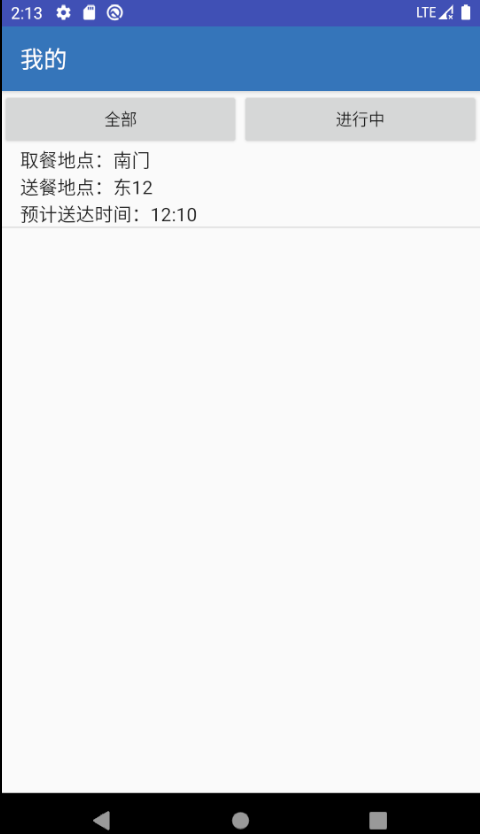 2:13 LTE
我的
全部 进行中
取餐地点：南门
送餐地点：东12
预计送达时间：12:10